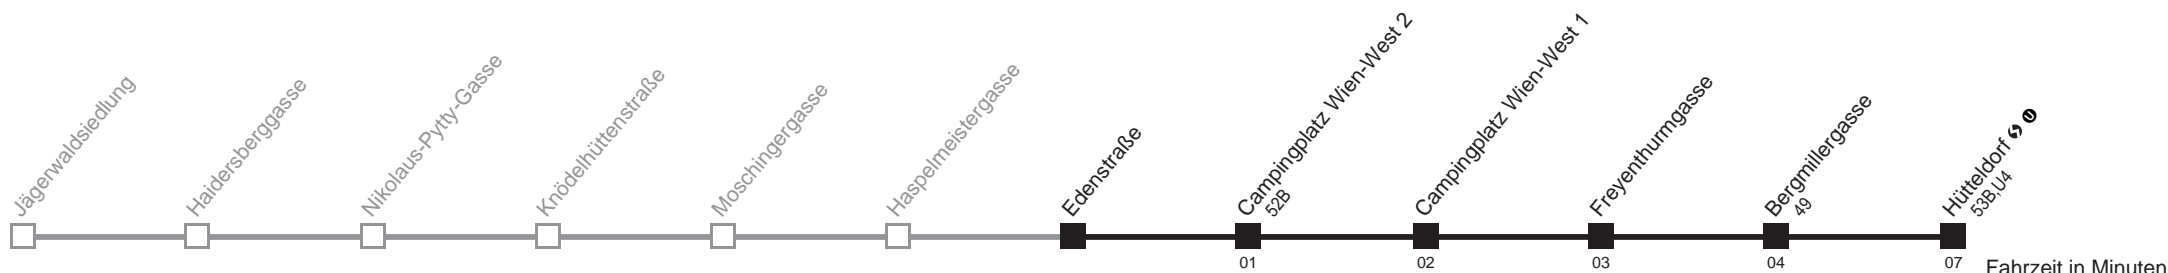 Jägerwaldsiedlung
Haidersberggasse
Nikolaus-Pytty-Gasse
Knödelhüttenstraße
Moschingergasse
Haspelmeistergasse
Edenstraße
Campingplatz Wien-West 2
52B
Campingplatz Wien-West 1
Freyenthurmgasse
Bergmillergasse
49
Hütteldorf S U
53B,U4
01
02
03
04
07
Fahrzeit in Minuten